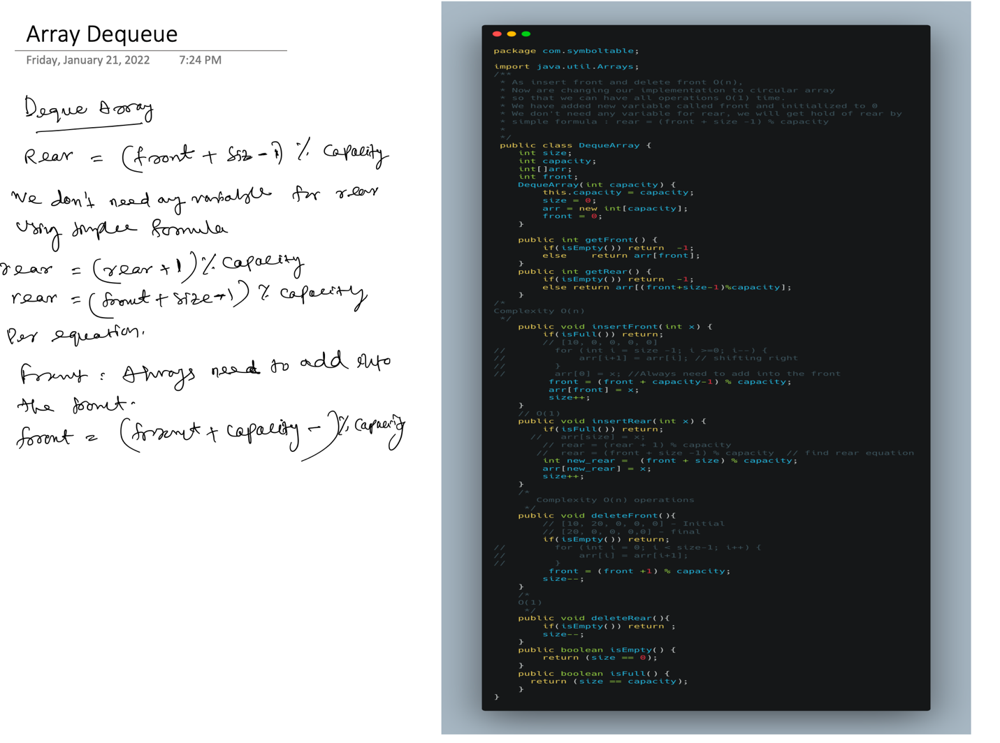 Array Dequeue
Friday, January 21, 2022 7:24 PM
Deque Array
Rear = (front + siz - 1) % capacity
We don't need any variable for rear
using simplee formula
rear = (rear + 1) % capacity
rear = (front + size - 1) % capacity
Per equation.
Front : Always need to add into
the front.
front = (front + capacity - ) % capacity
package com.symboltable;
import java.util.Arrays;
/**
* As insert front and delete front O(n),
* Now are changing our implementation to circular array
* so that we can have all operations O(1) time.
* We have added new variable called front and initialized to 0
* We don't need any variable for rear, we will get hold of rear by
* simple formula : rear = (front + size -1) % capacity
*
*/
public class DequeArray {
int size;
int capacity;
int[]arr;
int front;
DequeArray(int capacity) {
this.capacity = capacity;
size = 0;
arr = new int[capacity];
front = 0;
}
public int getFront() {
if(isEmpty()) return -1;
else return arr[front];
}
public int getRear() {
if(isEmpty()) return -1;
else return arr[(front+size-1)%capacity];
}
/*
Complexity O(n)
*/
public void insertFront(int x) {
if(isFull()) return;
// [10, 0, 0, 0, 0]
// for (int i = size -1; i >=0; i--) {
// arr[i+1] = arr[i]; // shifting right
// }
// arr[0] = x; //Always need to add into the front
front = (front + capacity-1) % capacity;
arr[front] = x;
size++;
}
// O(1)
public void insertRear(int x) {
if(isFull()) return;
// arr[size] = x;
// rear = (rear + 1) % capacity
// rear = (front + size -1) % capacity // find rear equation
int new_rear = (front + size) % capacity;
arr[new_rear] = x;
size++;
}
/*
Complexity O(n) operations
*/
public void deleteFront(){
// [10, 20, 0, 0, 0] - Initial
// [20, 0, 0, 0,0] - final
if(isEmpty()) return;
// for (int i = 0; i < size-1; i++) {
// arr[i] = arr[i+1];
// }
front = (front +1) % capacity;
size--;
}
/*
O(1)
*/
public void deleteRear(){
if(isEmpty()) return ;
size--;
}
public boolean isEmpty() {
return (size == 0);
}
public boolean isFull() {
return (size == capacity);
}
}